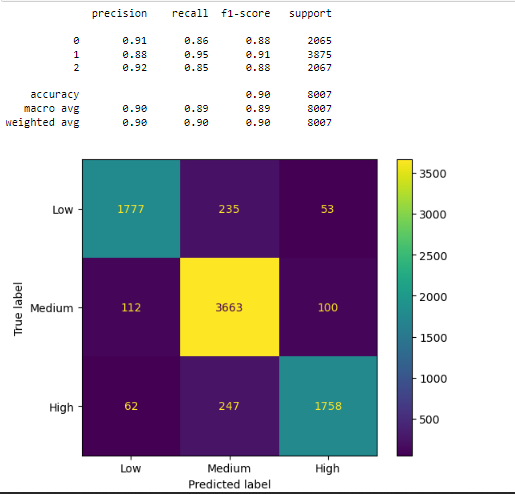 precision recall f1-score support
0 0.91 0.86 0.88 2065
1 0.88 0.95 0.91 3875
2 0.92 0.85 0.88 2067
accuracy 0.90 8007
macro avg 0.90 0.89 0.89 8007
weighted avg 0.90 0.90 0.90 8007
3500
Low 1777 235 53
3000
2500
True label
Medium 112 3663 100
2000
1500
1000
High 62 247 1758
500
Low Medium High
Predicted label